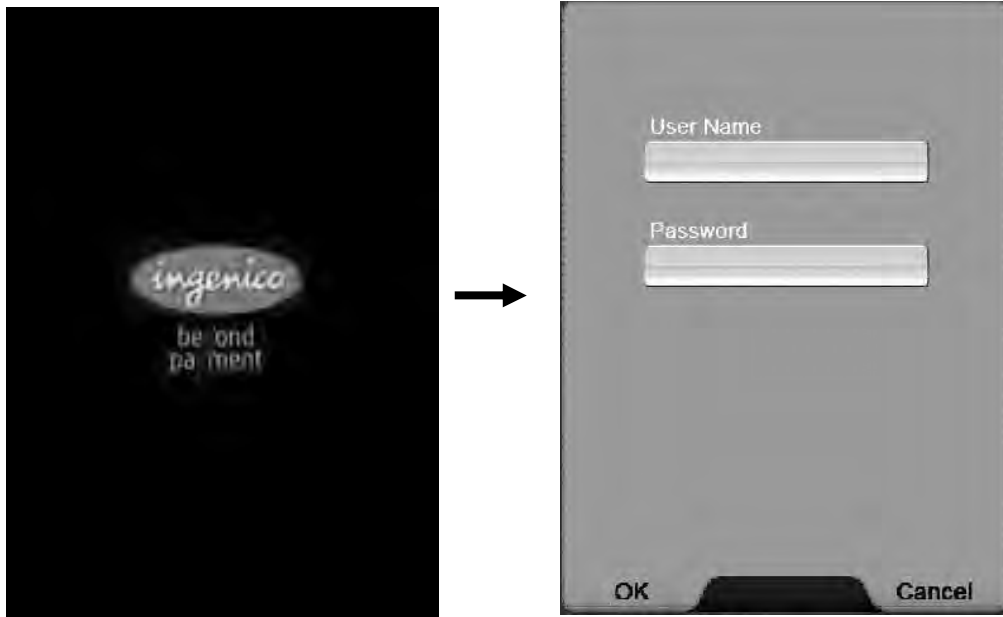 ingenico
be ond
pa ment
User Name
Password
OK
Cancel